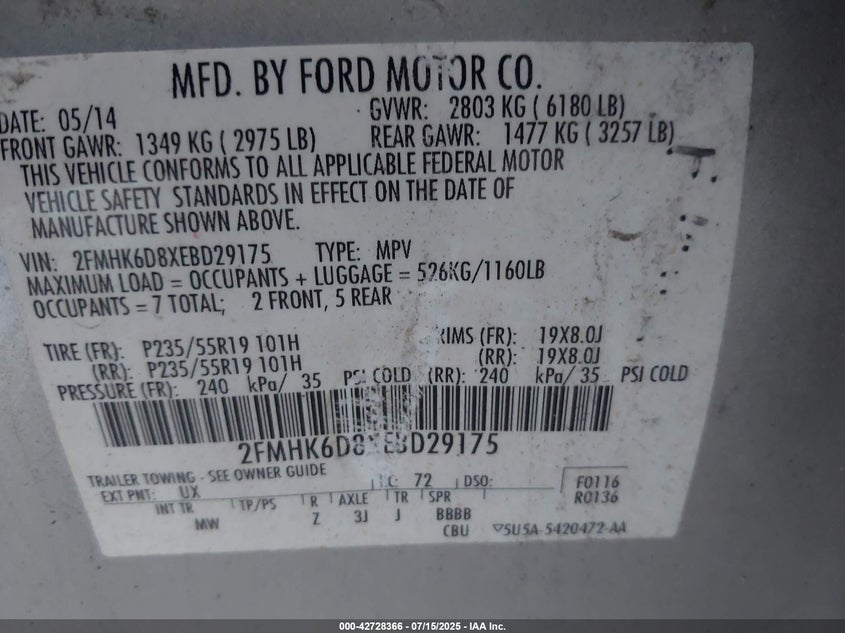 MFD. BY FORD MOTOR CO.
DATE: 05/14 GVWR: 2803 KG ( 6180 LB)
FRONT GAWR: 1349 KG ( 2975 LB) REAR GAWR: 1477 KG ( 3257 LB)
THIS VEHICLE CONFORMS TO ALL APPLICABLE FEDERAL MOTOR
VEHICLE SAFETY STANDARDS IN EFFECT ON THE DATE OF
MANUFACTURE SHOWN ABOVE.
VIN: 2FMHK6D8XEBD29175 TYPE: MPV
MAXIMUM LOAD = OCCUPANTS + LUGGAGE = 526KG/1160LB
OCCUPANTS = 7 TOTAL; 2 FRONT, 5 REAR
TIRE (FR): P235/55R19 101H RIMS (FR): 19X8.0J
(RR): P235/55R19 101H (RR): 19X8.0J
PRESSURE (FR): 240 kPa/ 35 PSI COLD (RR): 240 kPa/ 35 PSI COLD
2FMHK6D8XEBD29175
TRAILER TOWING - SEE OWNER GUIDE
EXT PNT: UX LC: 72 DSO: F0116
R0136
INT TR TP/PS R AXLE TR SPR
MW Z 3J J BBBB
CBU ▽5U5A-5420472-AA
000-42728366 - 07/15/2025 - IAA Inc.